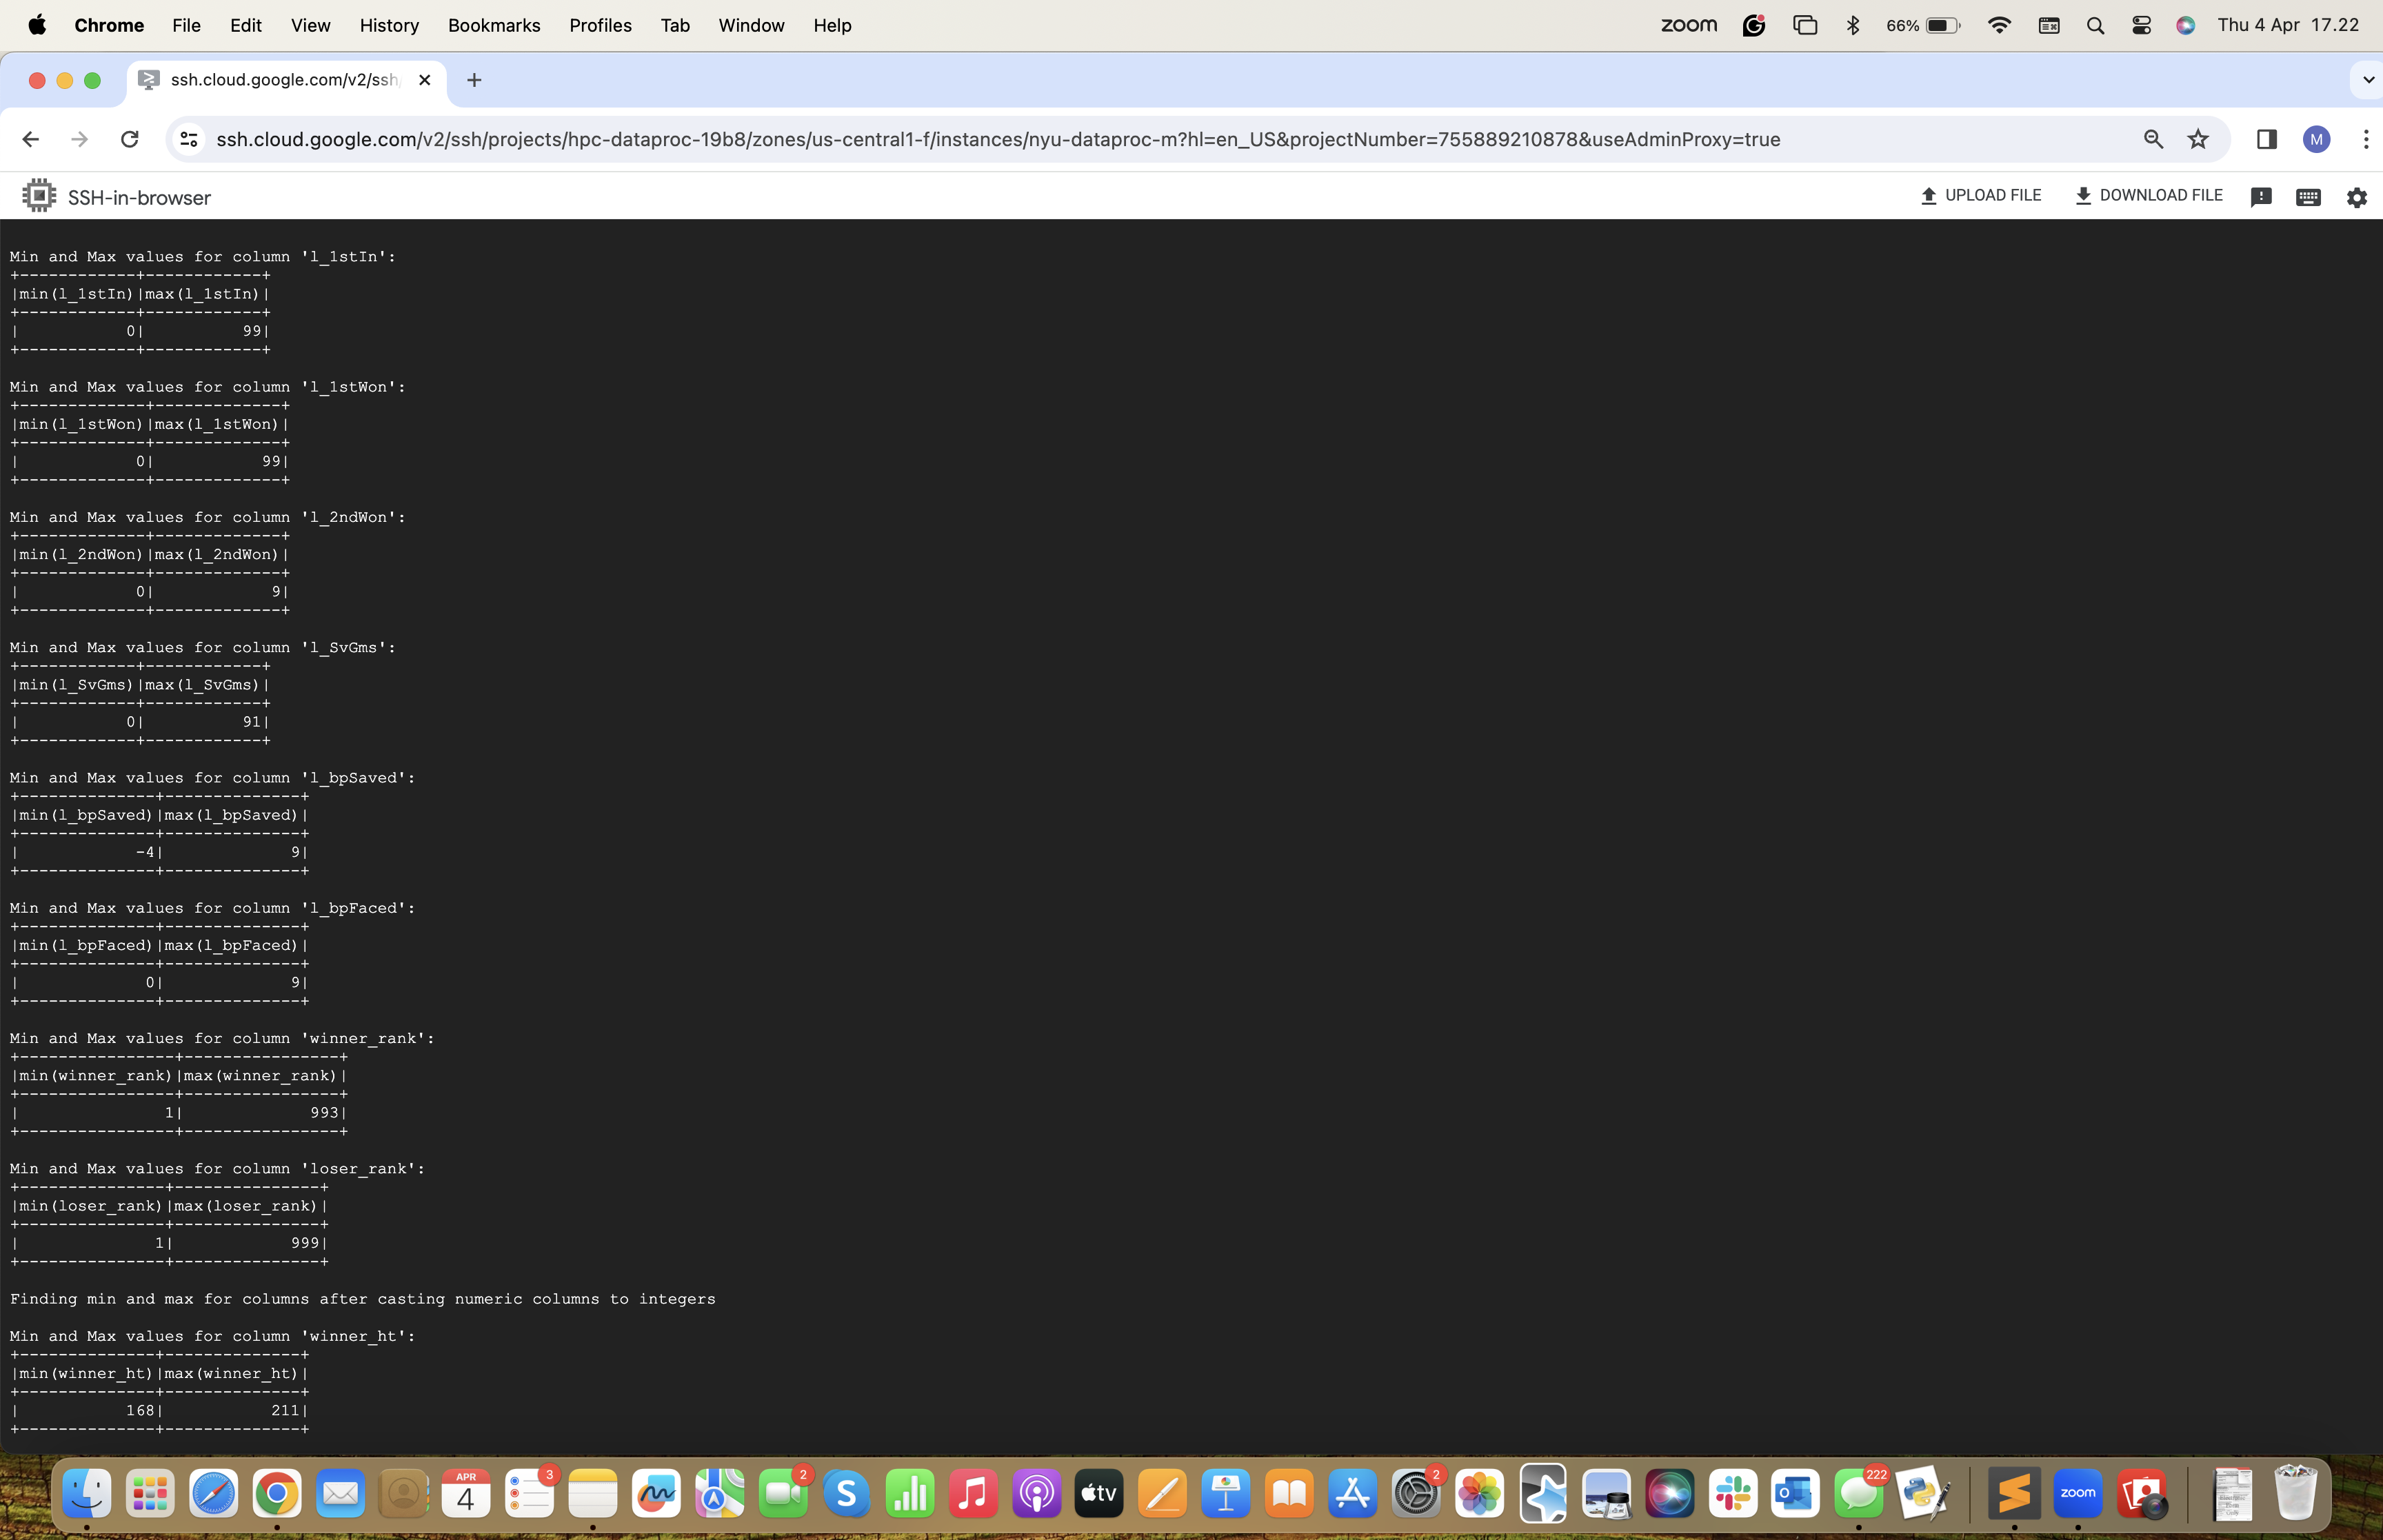 Chrome File Edit View History Bookmarks Profiles Tab Window Help zoom 66% Thu 4 Apr 17.22
ssh.cloud.google.com/v2/ssh
ssh.cloud.google.com/v2/ssh/projects/hpc-dataproc-19b8/zones/us-central1-f/instances/nyu-dataproc-m?hl=en_US&projectNumber=755889210878&useAdminProxy=true M
SSH-in-browser UPLOAD FILE DOWNLOAD FILE
Min and Max values for column 'l_1stIn':
+------------+------------+
|min(l_1stIn)|max(l_1stIn)|
+------------+------------+
|           0|          99|
+------------+------------+
Min and Max values for column 'l_1stWon':
+-------------+-------------+
|min(l_1stWon)|max(l_1stWon)|
+-------------+-------------+
|            0|           99|
+-------------+-------------+
Min and Max values for column 'l_2ndWon':
+-------------+-------------+
|min(l_2ndWon)|max(l_2ndWon)|
+-------------+-------------+
|            0|            9|
+-------------+-------------+
Min and Max values for column 'l_SvGms':
+------------+------------+
|min(l_SvGms)|max(l_SvGms)|
+------------+------------+
|           0|          91|
+------------+------------+
Min and Max values for column 'l_bpSaved':
+--------------+--------------+
|min(l_bpSaved)|max(l_bpSaved)|
+--------------+--------------+
|            -4|             9|
+--------------+--------------+
Min and Max values for column 'l_bpFaced':
+--------------+--------------+
|min(l_bpFaced)|max(l_bpFaced)|
+--------------+--------------+
|             0|             9|
+--------------+--------------+
Min and Max values for column 'winner_rank':
+----------------+----------------+
|min(winner_rank)|max(winner_rank)|
+----------------+----------------+
|               1|             993|
+----------------+----------------+
Min and Max values for column 'loser_rank':
+---------------+---------------+
|min(loser_rank)|max(loser_rank)|
+---------------+---------------+
|              1|            999|
+---------------+---------------+
Finding min and max for columns after casting numeric columns to integers
Min and Max values for column 'winner_ht':
+--------------+--------------+
|min(winner_ht)|max(winner_ht)|
+--------------+--------------+
|           168|           211|
+--------------+--------------+
APR 4 3 2 S tv 2 222 zoom